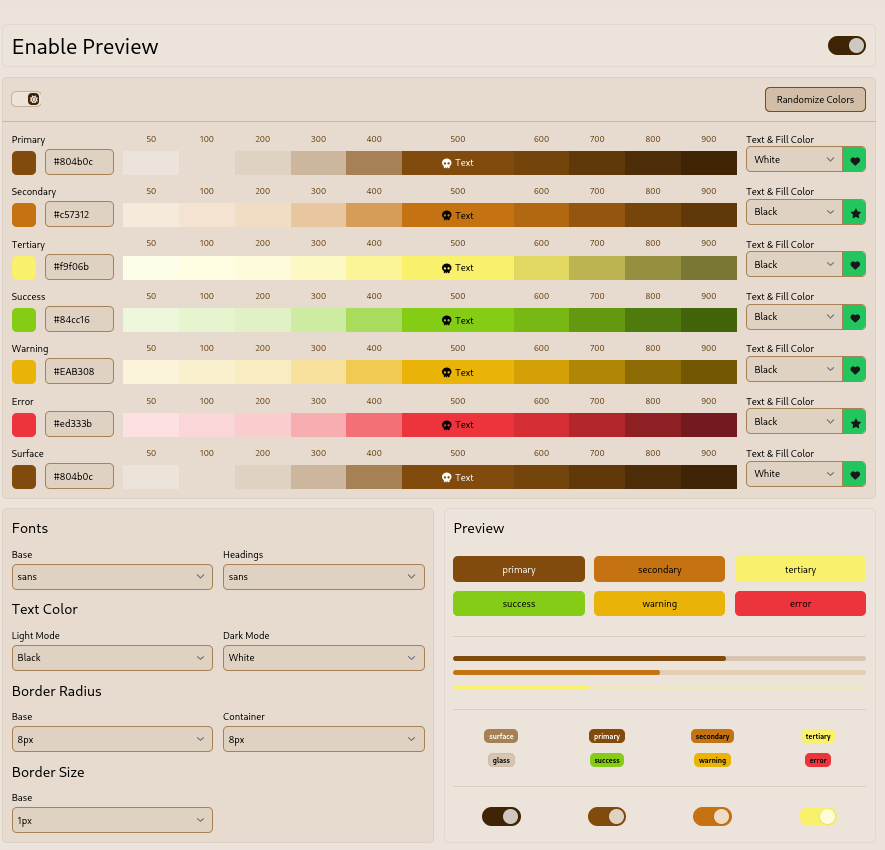 Enable Preview
Randomize Colors
Primary 50 100 200 300 400 500 600 700 800 900 Text & Fill Color
#804b0c Text White
Secondary 50 100 200 300 400 500 600 700 800 900 Text & Fill Color
#c57312 Text Black
Tertiary 50 100 200 300 400 500 600 700 800 900 Text & Fill Color
#f9f06b Text Black
Success 50 100 200 300 400 500 600 700 800 900 Text & Fill Color
#84cc16 Text Black
Warning 50 100 200 300 400 500 600 700 800 900 Text & Fill Color
#EAB308 Text Black
Error 50 100 200 300 400 500 600 700 800 900 Text & Fill Color
#ed333b Text Black
Surface 50 100 200 300 400 500 600 700 800 900 Text & Fill Color
#804b0c Text White
Fonts
Base Headings
sans sans
Text Color
Light Mode Dark Mode
Black White
Border Radius
Base Container
8px 8px
Border Size
Base
1px
Preview
primary secondary tertiary
success warning error
surface primary secondary tertiary
glass success warning error